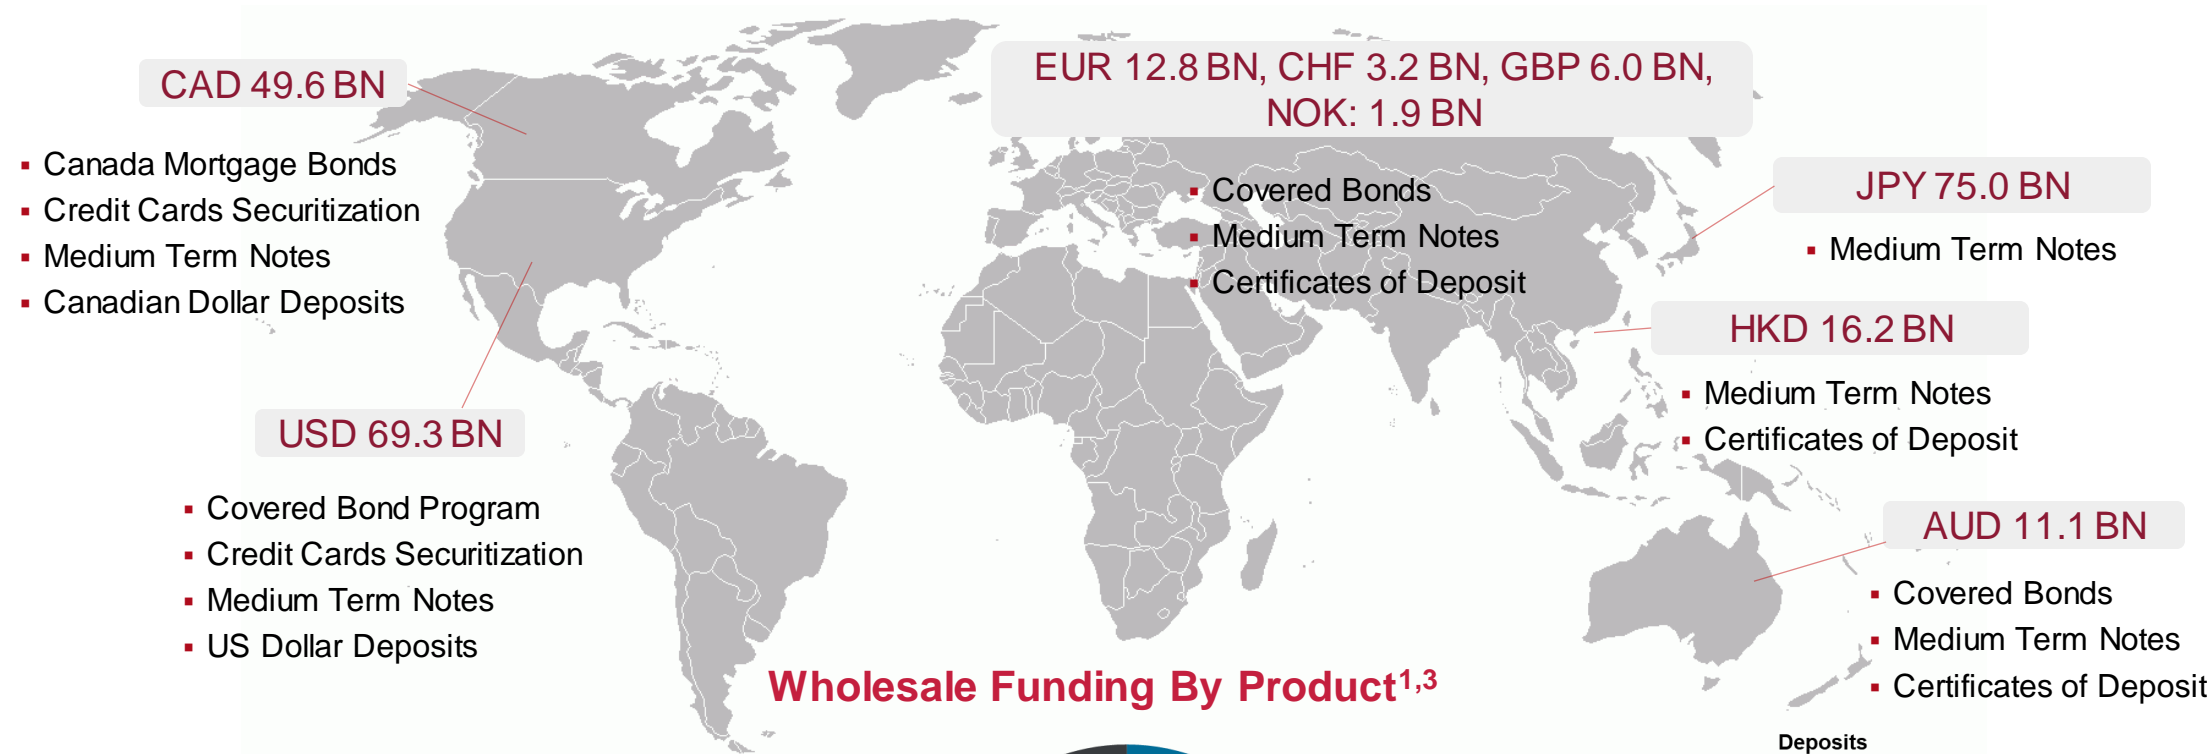 CAD 49.6 BN
▪ Canada Mortgage Bonds
▪ Credit Cards Securitization
▪ Medium Term Notes
▪ Canadian Dollar Deposits
USD 69.3 BN
▪ Covered Bond Program
▪ Credit Cards Securitization
▪ Medium Term Notes
▪ US Dollar Deposits
EUR 12.8 BN, CHF 3.2 BN, GBP 6.0 BN,
NOK: 1.9 BN
▪ Covered Bonds
▪ Medium Term Notes
▪ Certificates of Deposit
JPY 75.0 BN
▪ Medium Term Notes
HKD 16.2 BN
▪ Medium Term Notes
▪ Certificates of Deposit
AUD 11.1 BN
▪ Covered Bonds
▪ Medium Term Notes
▪ Certificates of Deposit
Wholesale Funding By Product1,3
Deposits